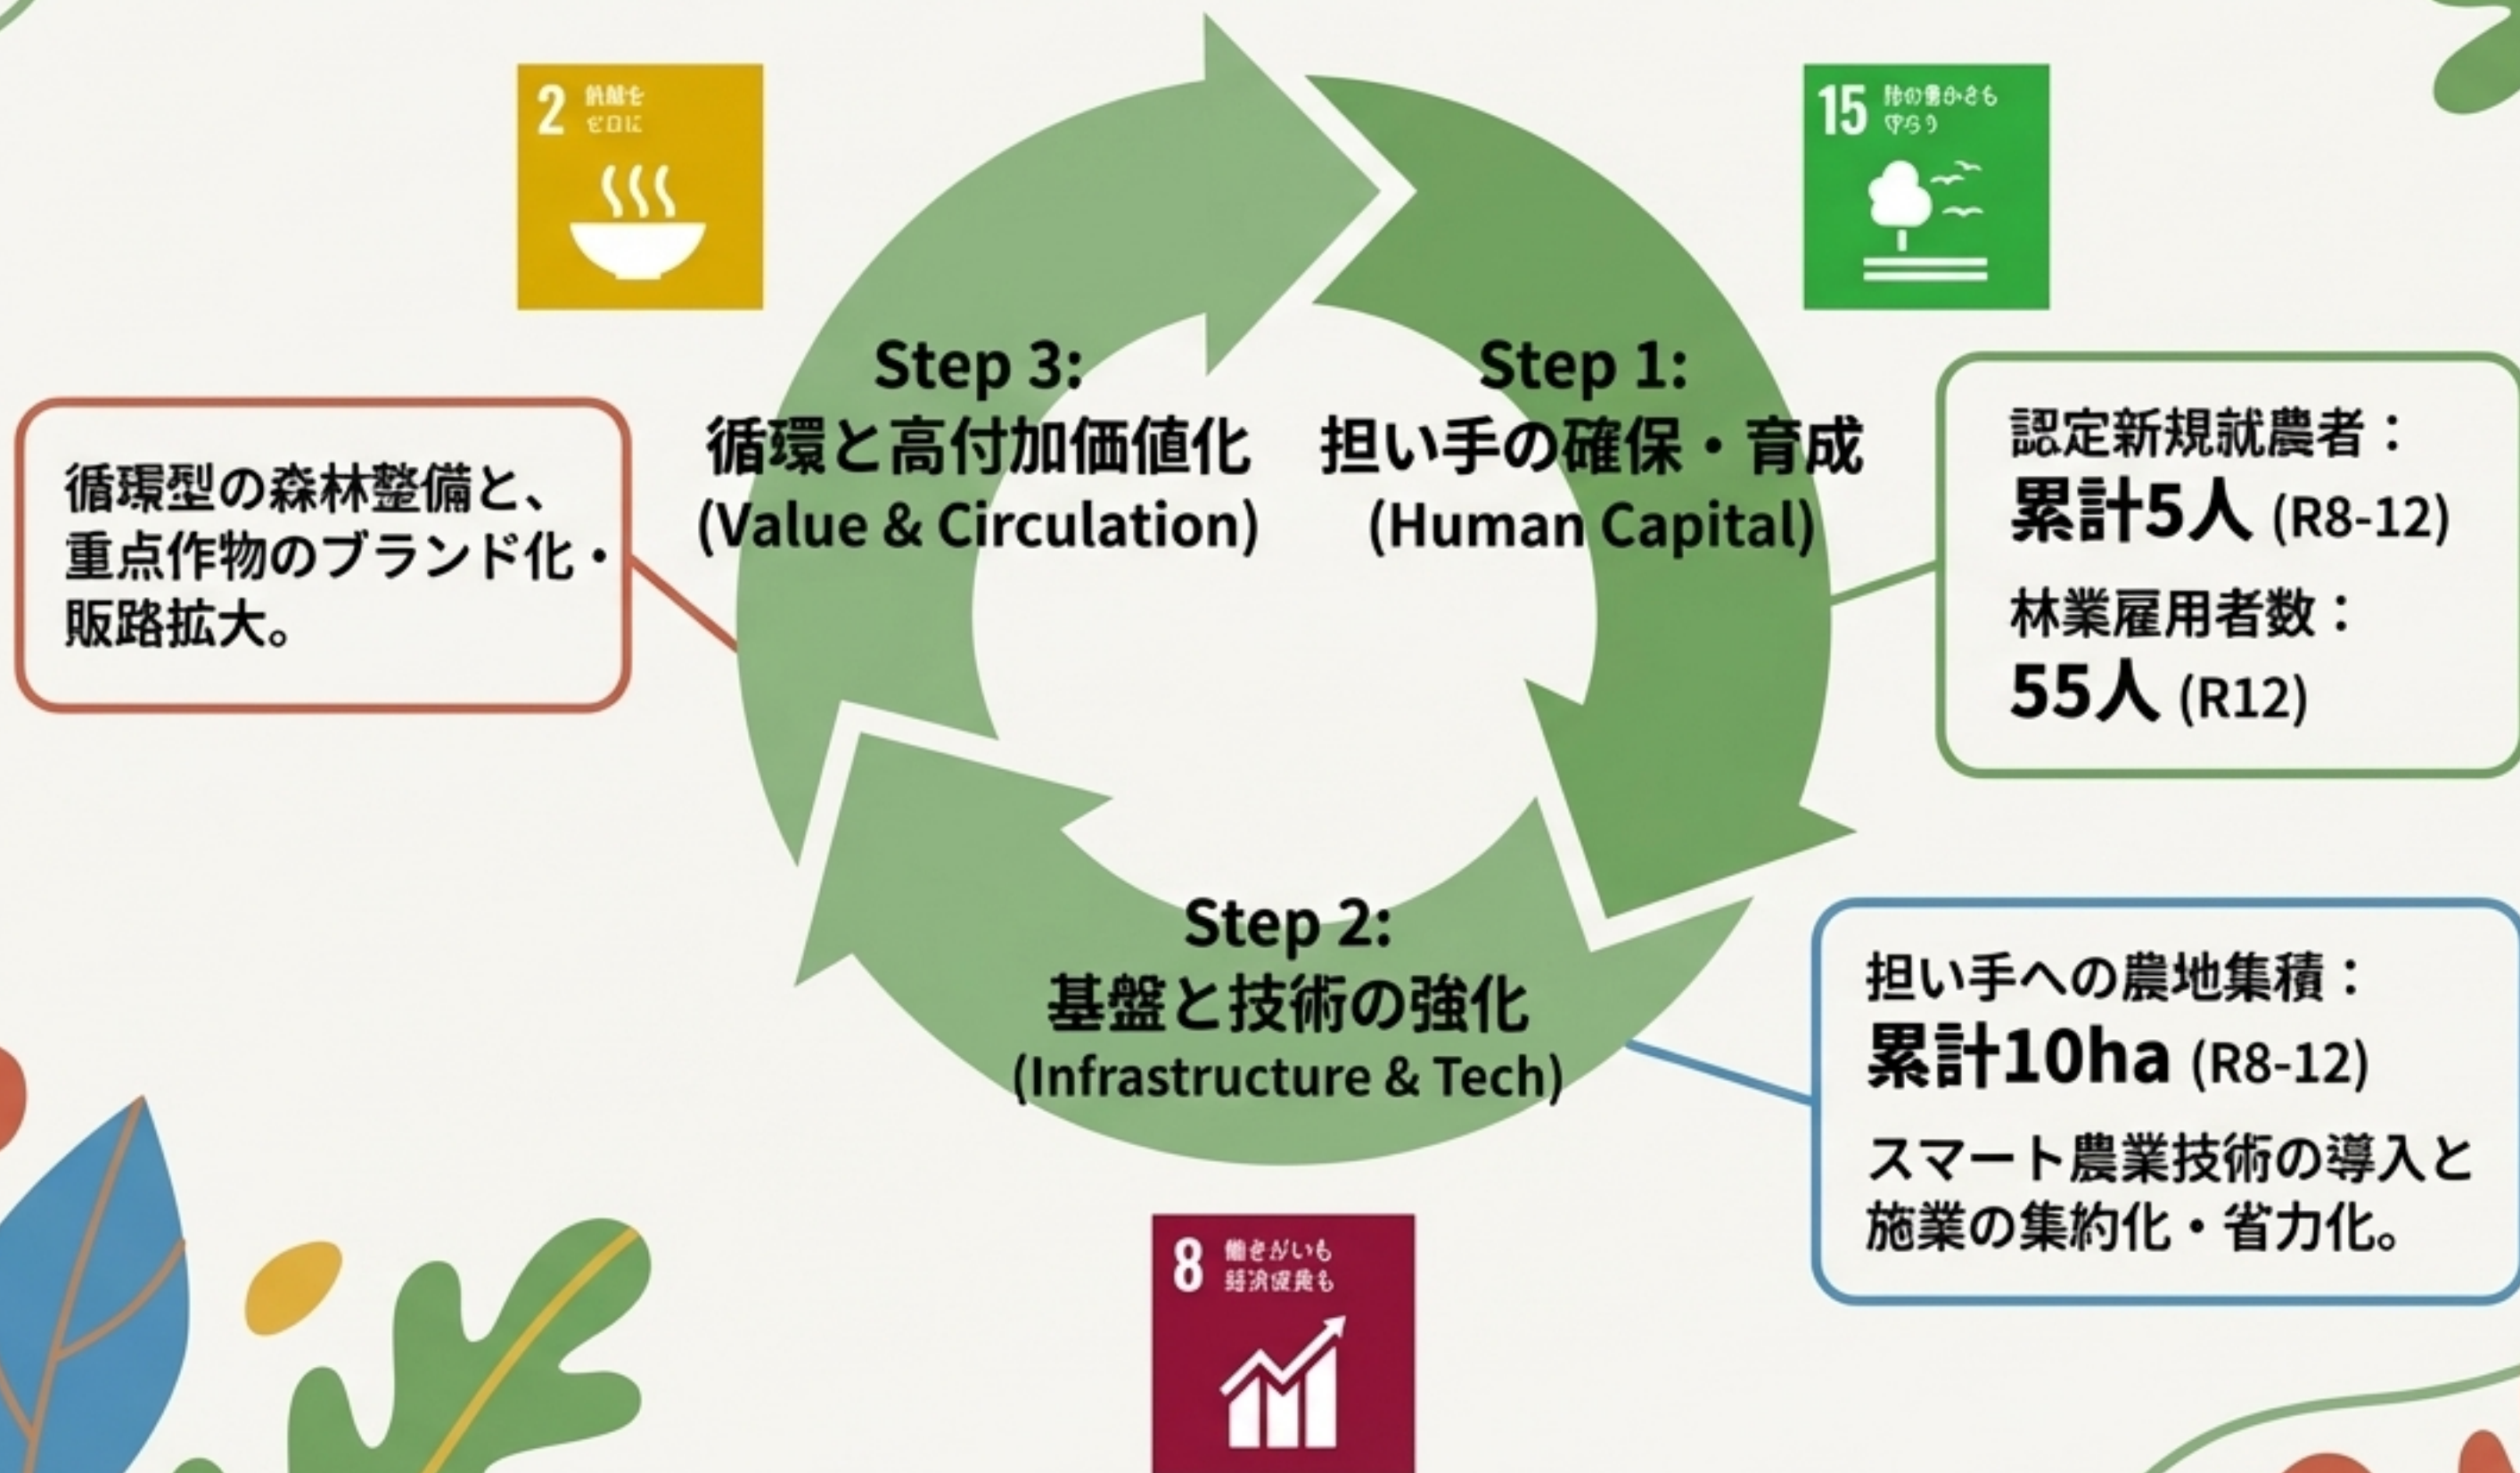 2
ゼロに
15
Step 3:
循環と高付加価値化
(Value & Circulation)
Step 1:
担い手の確保・育成
(Human Capital)
循環型の森林整備と、
重点作物のブランド化・
販路拡大。
認定新規就農者：
累計5人 (R8-12)
林業雇用者数：
55人 (R12)
Step 2:
基盤と技術の強化
(Infrastructure & Tech)
担い手への農地集積：
累計10ha (R8-12)
スマート農業技術の導入と
施業の集約化・省力化。
8